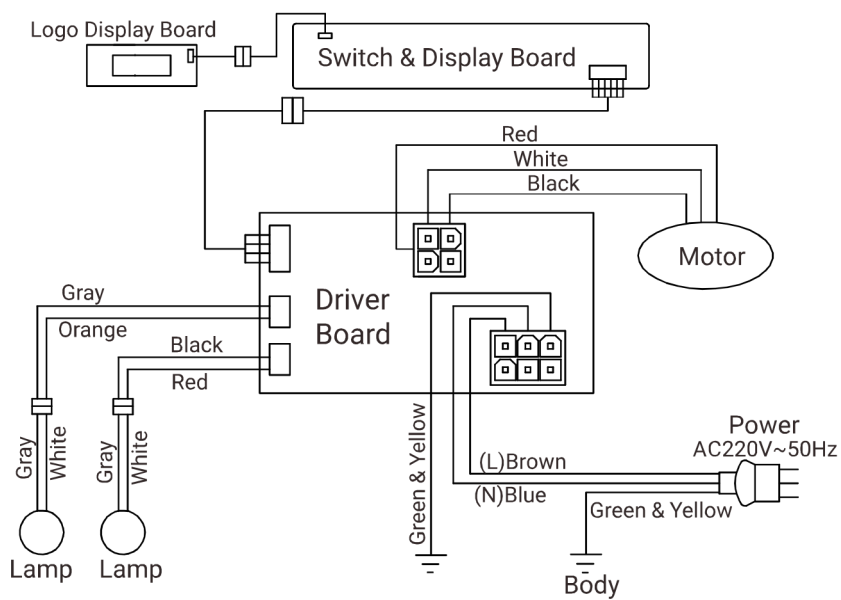 Logo Display Board
Switch & Display Board
Red
White
Black
Motor
Driver
Board
Gray
Orange
Black
Red
Gray
White
Gray
White
Lamp
Lamp
Green & Yellow
Power
AC220V~50Hz
(L)Brown
(N)Blue
Green & Yellow
Body